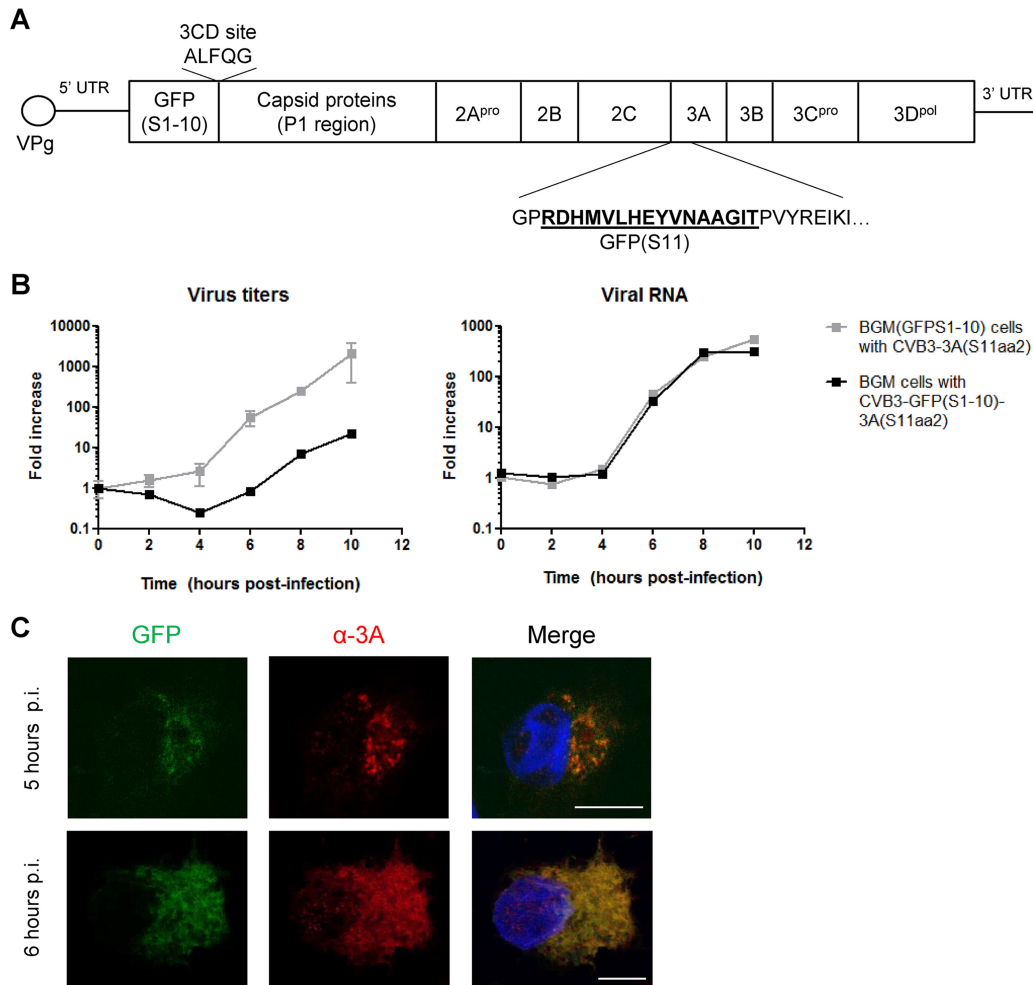 A
3CD site
ALFQG
5’ UTR
3’ UTR
VPg
GFP
(S1-10)
Capsid proteins
(P1 region)
2Apro
2B
2C
3A
3B
3Cpro
3Dpol
GPRDHMVLHEYVNAAGITPVYREIKI…
GFP(S11)
B
Virus titers
Fold increase
10000
1000
100
10
1
0.1
0 2 4 6 8 10 12
Time (hours post-infection)
Viral RNA
Fold increase
1000
100
10
1
0.1
0 2 4 6 8 10 12
Time (hours post-infection)
BGM(GFPS1-10) cells
with CVB3-3A(S11aa2)
BGM cells with
CVB3-GFP(S1-10)-
3A(S11aa2)
C
GFP
α-3A
Merge
5 hours p.i.
6 hours p.i.